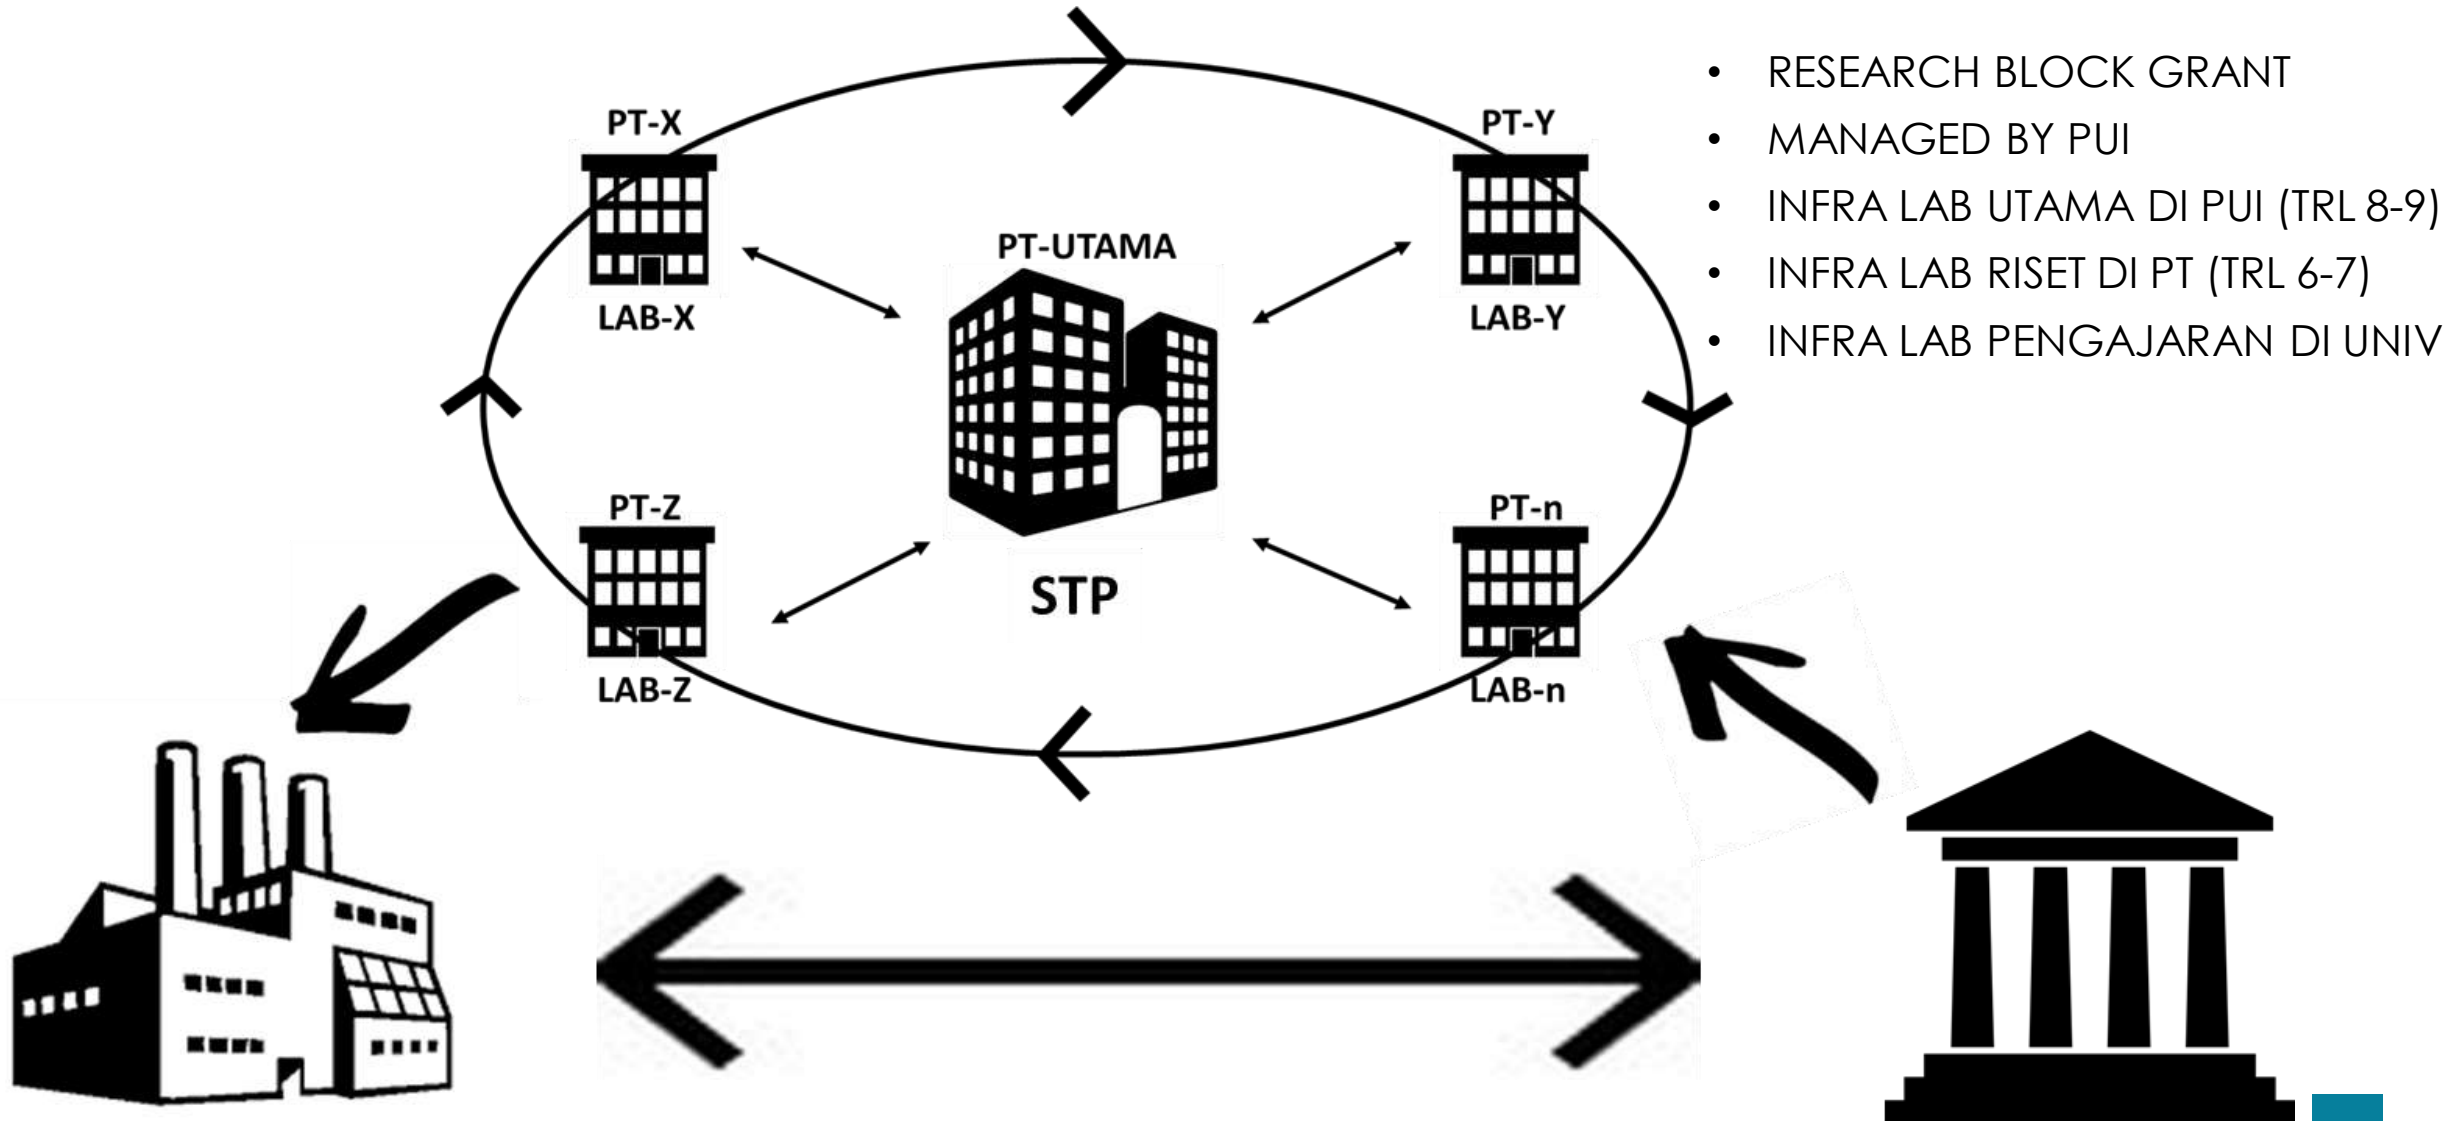 PT-X
LAB-X
PT-Y
LAB-Y
PT-UTAMA
STP
PT-Z
LAB-Z
PT-n
LAB-n
• RESEARCH BLOCK GRANT
• MANAGED BY PUI
• INFRA LAB UTAMA DI PUI (TRL 8-9)
• INFRA LAB RISET DI PT (TRL 6-7)
• INFRA LAB PENGAJARAN DI UNIV